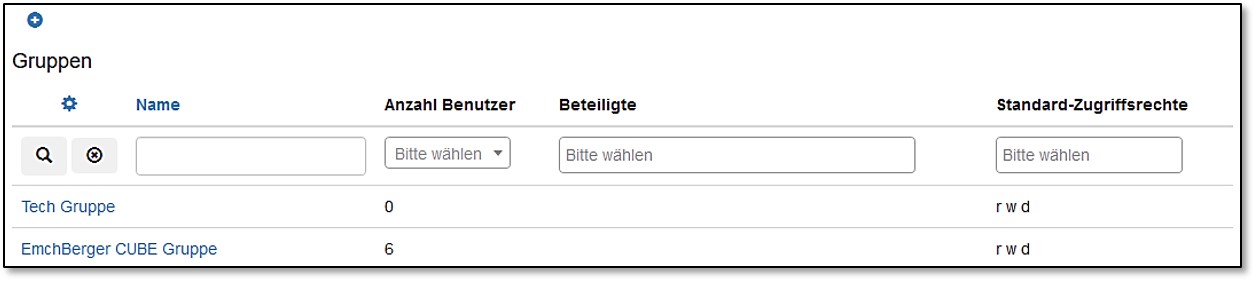 Gruppen
Name Anzahl Benutzer Beteiligte Standard-Zugriffsrechte
Bitte wählen Bitte wählen Bitte wählen
Tech Gruppe 0 r w d
EmchBerger CUBE Gruppe 6 r w d